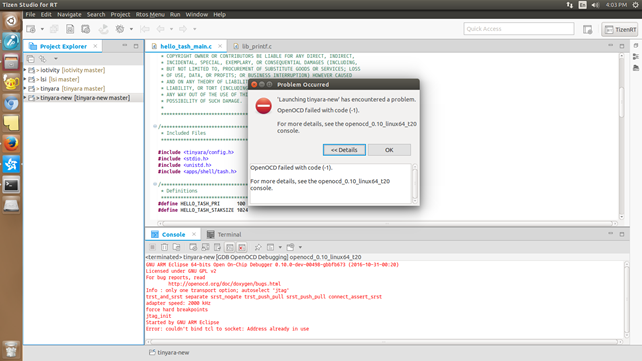 Tizen Studio for RT
En
4:03 PM
File Edit Navigate Search Project Rtos Menu Run Window Help
Quick Access
TizenRT
Project Explorer
hello_tash_main.c
lib_printf.c
> iotivity [iotivity master]
> lsi [lsi master]
> tinyara [tinyara master]
> tinyara-new [tinyara-new master]
* COPYRIGHT OWNER OR CONTRIBUTORS BE LIABLE FOR ANY DIRECT, INDIRECT,
* INCIDENTAL, SPECIAL, EXEMPLARY, OR CONSEQUENTIAL DAMAGES (INCLUDING,
* BUT NOT LIMITED TO, PROCUREMENT OF SUBSTITUTE GOODS OR SERVICES; LOSS
* OF USE, DATA, OR PROFITS; OR BUSINESS INTERRUPTION) HOWEVER CAUSED
* AND ON ANY THEORY OF LIABILITY
* LIABILITY, OR TORT (INCLUDING
* ANY WAY OUT OF THE USE OF THI
* POSSIBILITY OF SUCH DAMAGE.
*
* Included Files
#include <tinyara/config.h>
#include <stdio.h>
#include <unistd.h>
#include <apps/shell/tash.h>
* Definitions
#define HELLO_TASH_PRI 100
#define HELLO_TASH_STAKSIZE 1024
Problem Occurred
'Launching tinyara-new' has encountered a problem.
OpenOCD failed with code (-1).
For more details, see the openocd_0.10_linux64_t20
console.
<< Details
OK
OpenOCD failed with code (-1).
For more details, see the openocd_0.10_linux64_t20
console.
Console
Terminal
<terminated> tinyara-new [GDB OpenOCD Debugging] openocd_0.10_linux64_t20
GNU ARM Eclipse 64-bits Open On-Chip Debugger 0.10.0-dev-00498-gbbfb673 (2016-10-31-00:20)
Licensed under GNU GPL v2
For bug reports, read
http://openocd.org/doc/doxygen/bugs.html
Info : only one transport option; autoselect 'jtag'
trst_and_srst separate srst_nogate trst_push_pull srst_push_pull connect_assert_srst
adapter speed: 2000 kHz
force hard breakpoints
jtag_init
Started by GNU ARM Eclipse
Error: couldn't bind tcl to socket: Address already in use
tinyara-new